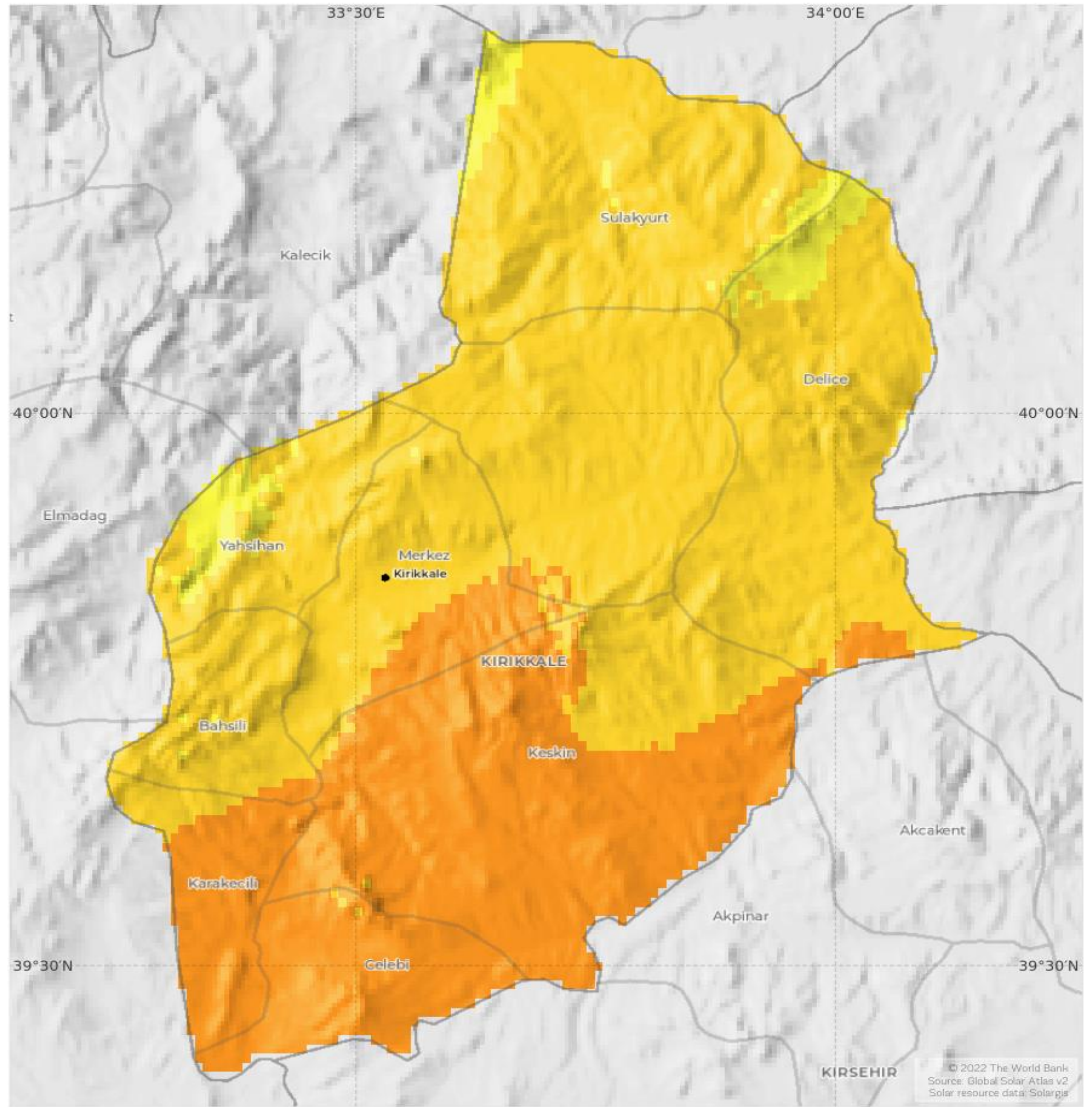 33°30′E
34°00′E
Sulakyurt
Kalecik
t
Delice
40°00′N
40°00′N
Elmadag
Yahsihan
Merkez
Kirikkale
KIRIKKALE
Bahsili
Keskin
Akcakent
Karakecili
Akpinar
39°30′N
Celebi
39°30′N
KIRSEHIR
© 2022 The World Bank
Source: Global Solar Atlas v2
Solar resource data: Solargis